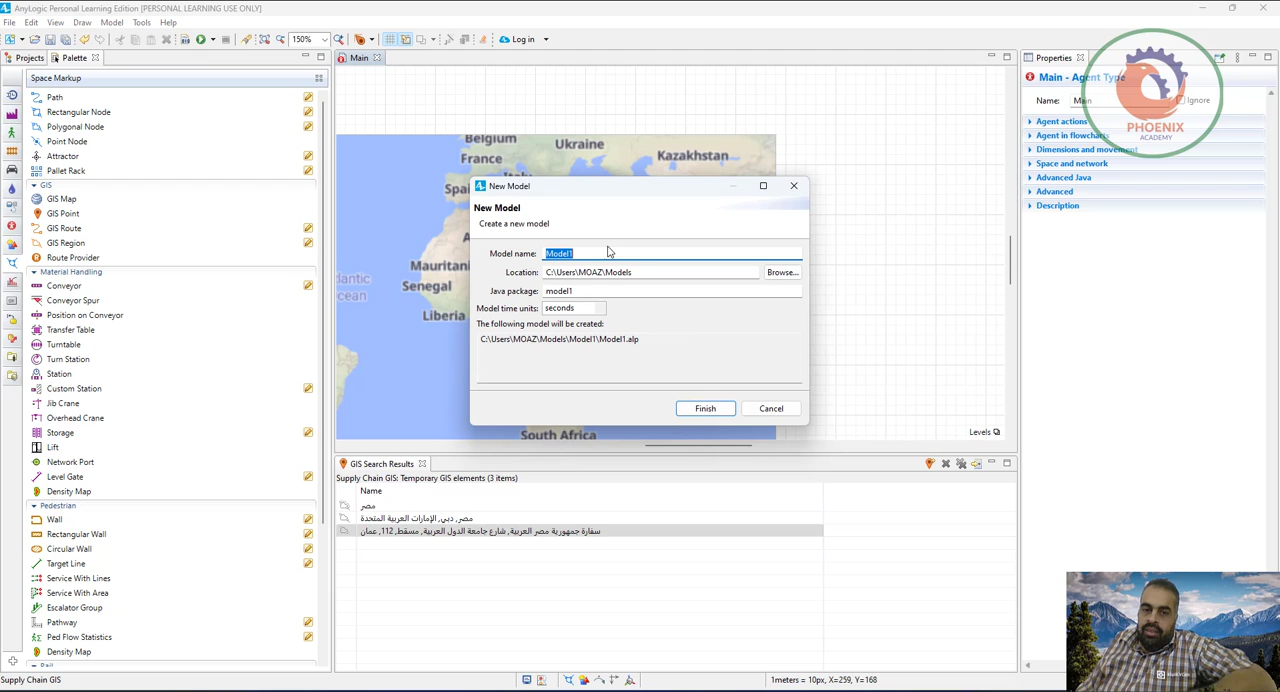 AnyLogic Personal Learning Edition [PERSONAL LEARNING USE ONLY]
File Edit View Draw Model Tools Help
150%
Log in
Projects Palette
Main
Properties
Space Markup
Path
Rectangular Node
Polygonal Node
Point Node
Attractor
Pallet Rack
GIS
GIS Map
GIS Point
GIS Route
GIS Region
Route Provider
Material Handling
Conveyor
Conveyor Spur
Position on Conveyor
Transfer Table
Turntable
Turn Station
Station
Custom Station
Jib Crane
Overhead Crane
Storage
Lift
Network Port
Level Gate
Density Map
Pedestrian
Wall
Rectangular Wall
Circular Wall
Target Line
Service With Lines
Service With Area
Escalator Group
Pathway
Ped Flow Statistics
Density Map
Rail
Belgium
France
Ukraine
Kazakhstan
Spai
A
Mauritani
Senegal
Liberia
lantic
cean
South Africa
Levels
New Model
New Model
Create a new model
Model name: Model1
Location: C:\Users\MOAZ\Models Browse...
Java package: model1
Model time units: seconds
The following model will be created:
C:\Users\MOAZ\Models\Model1\Model1.alp
Finish Cancel
GIS Search Results
Supply Chain GIS: Temporary GIS elements (3 items)
Name
مصر
مصر, دبي, الإمارات العربية المتحدة
سفارة جمهورية مصر العربية, شارع جامعة الدول العربية, مسقط, 112, عمان
Main - Agent Type
Name: Main Ignore
Agent actions
Agent in flowcharts
Dimensions and movement
Space and network
Advanced Java
Advanced
Description
PHOENIX
ACADEMY
Supply Chain GIS
1meters = 10px, X=259, Y=168